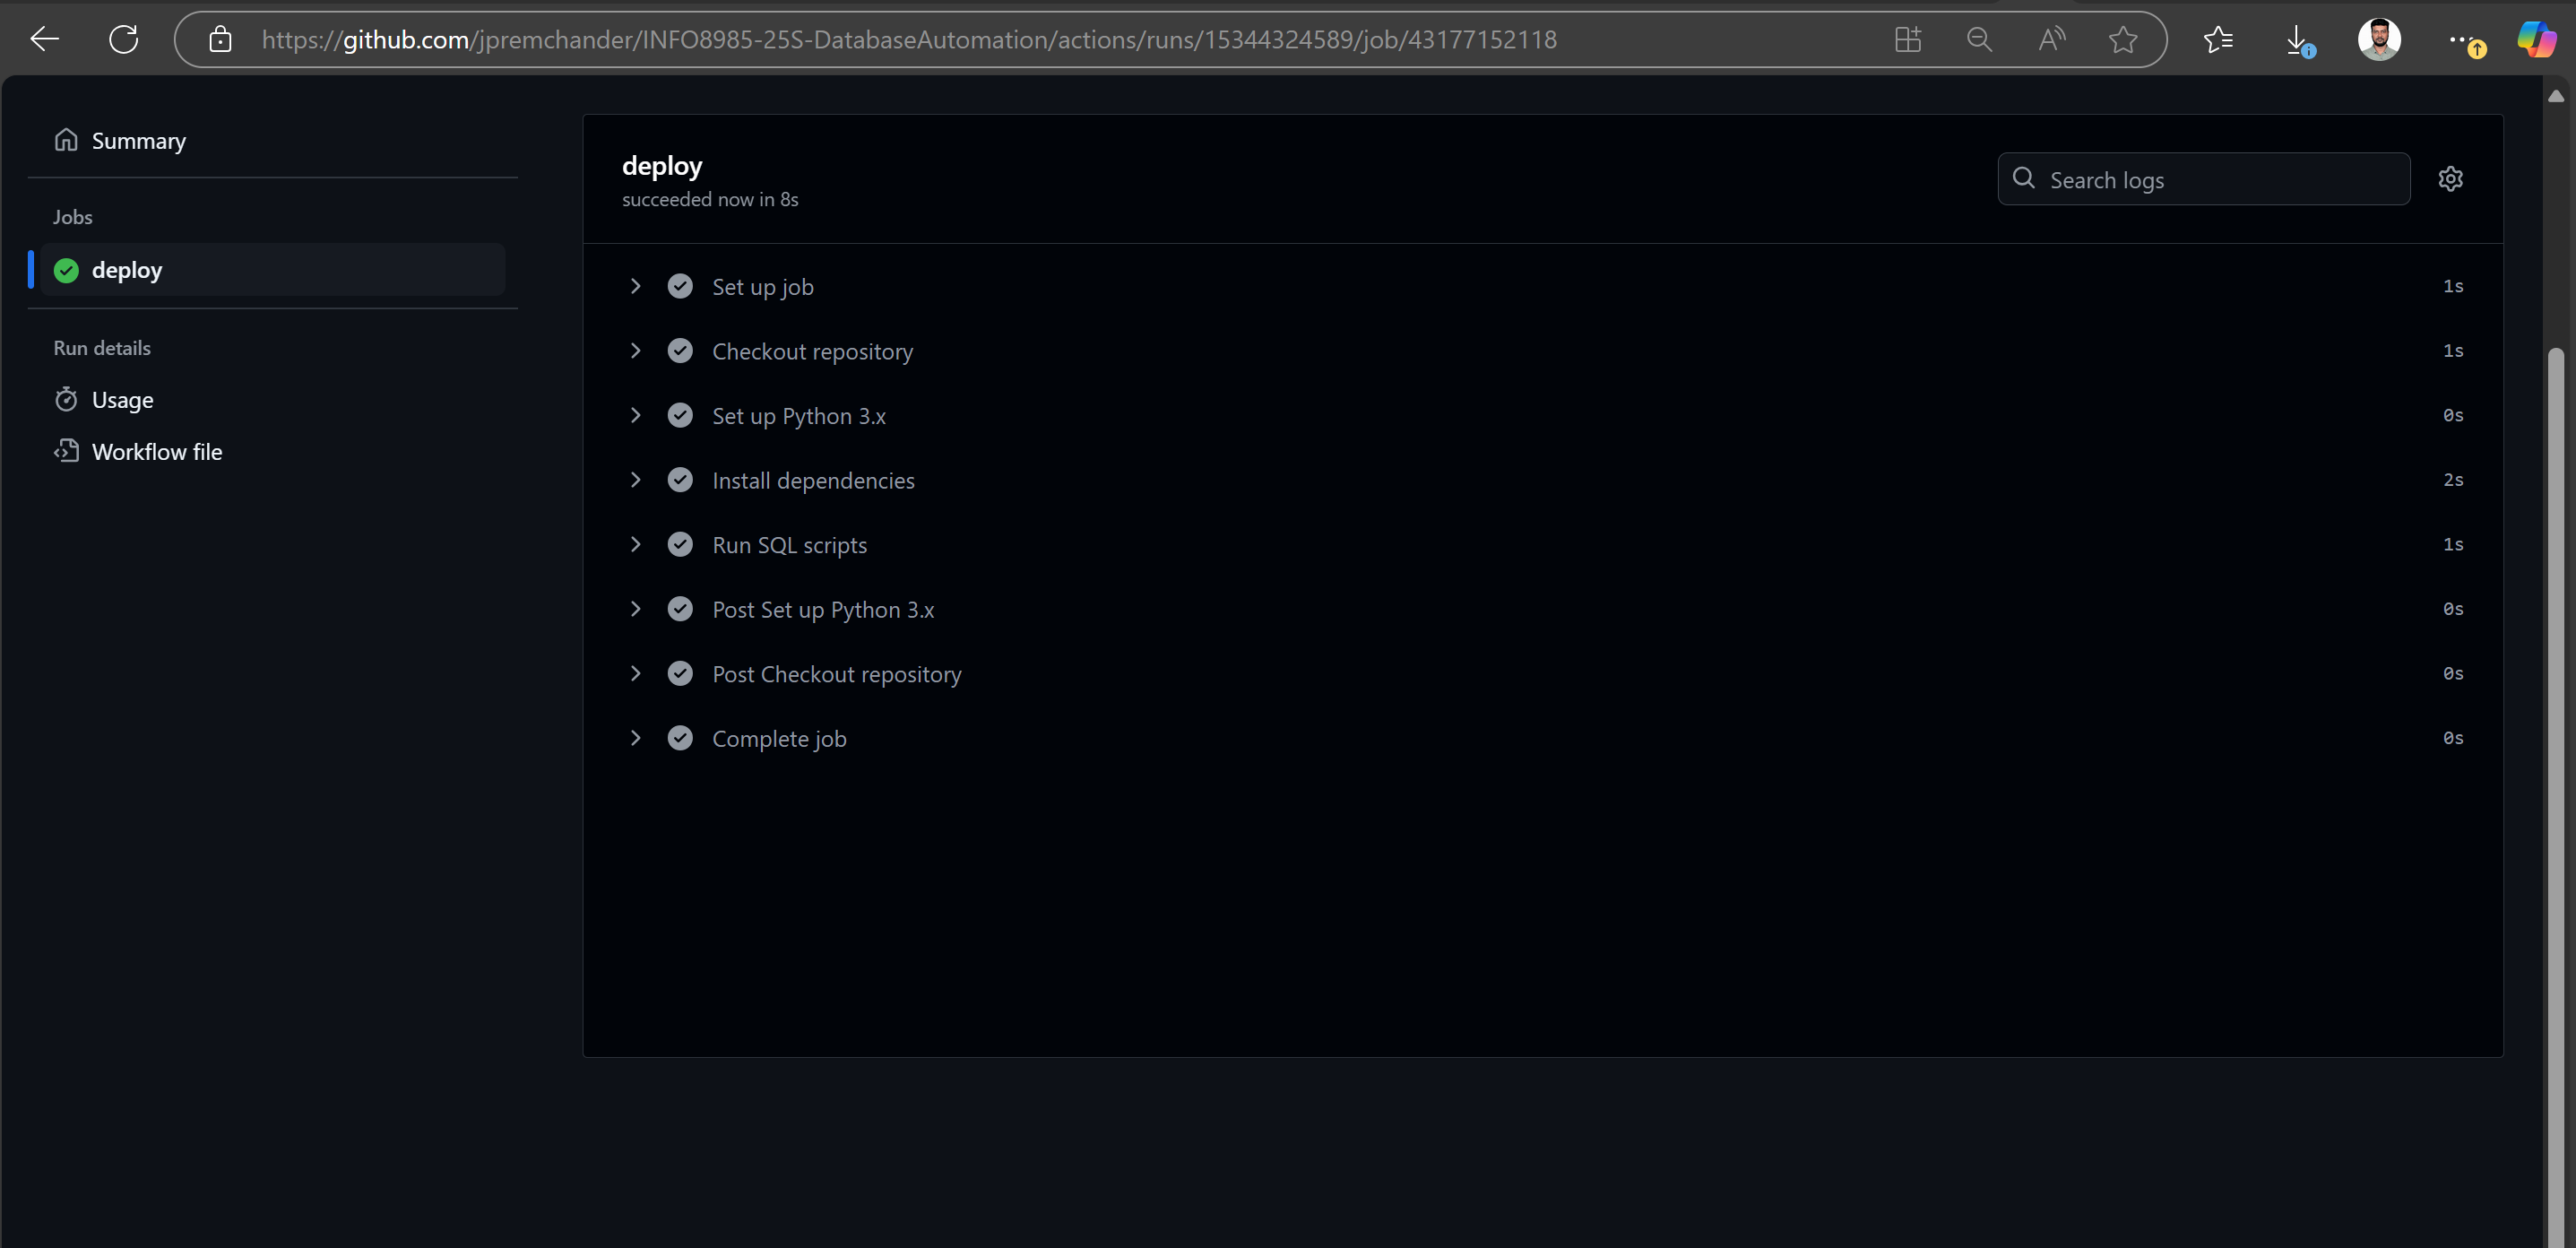 https://github.com/jpremchander/INFO8985-25S-DatabaseAutomation/actions/runs/15344324589/job/43177152118
Summary
Jobs
deploy
Run details
Usage
Workflow file
deploy
succeeded now in 8s
Search logs
Set up job 1s
Checkout repository 1s
Set up Python 3.x 0s
Install dependencies 2s
Run SQL scripts 1s
Post Set up Python 3.x 0s
Post Checkout repository 0s
Complete job 0s